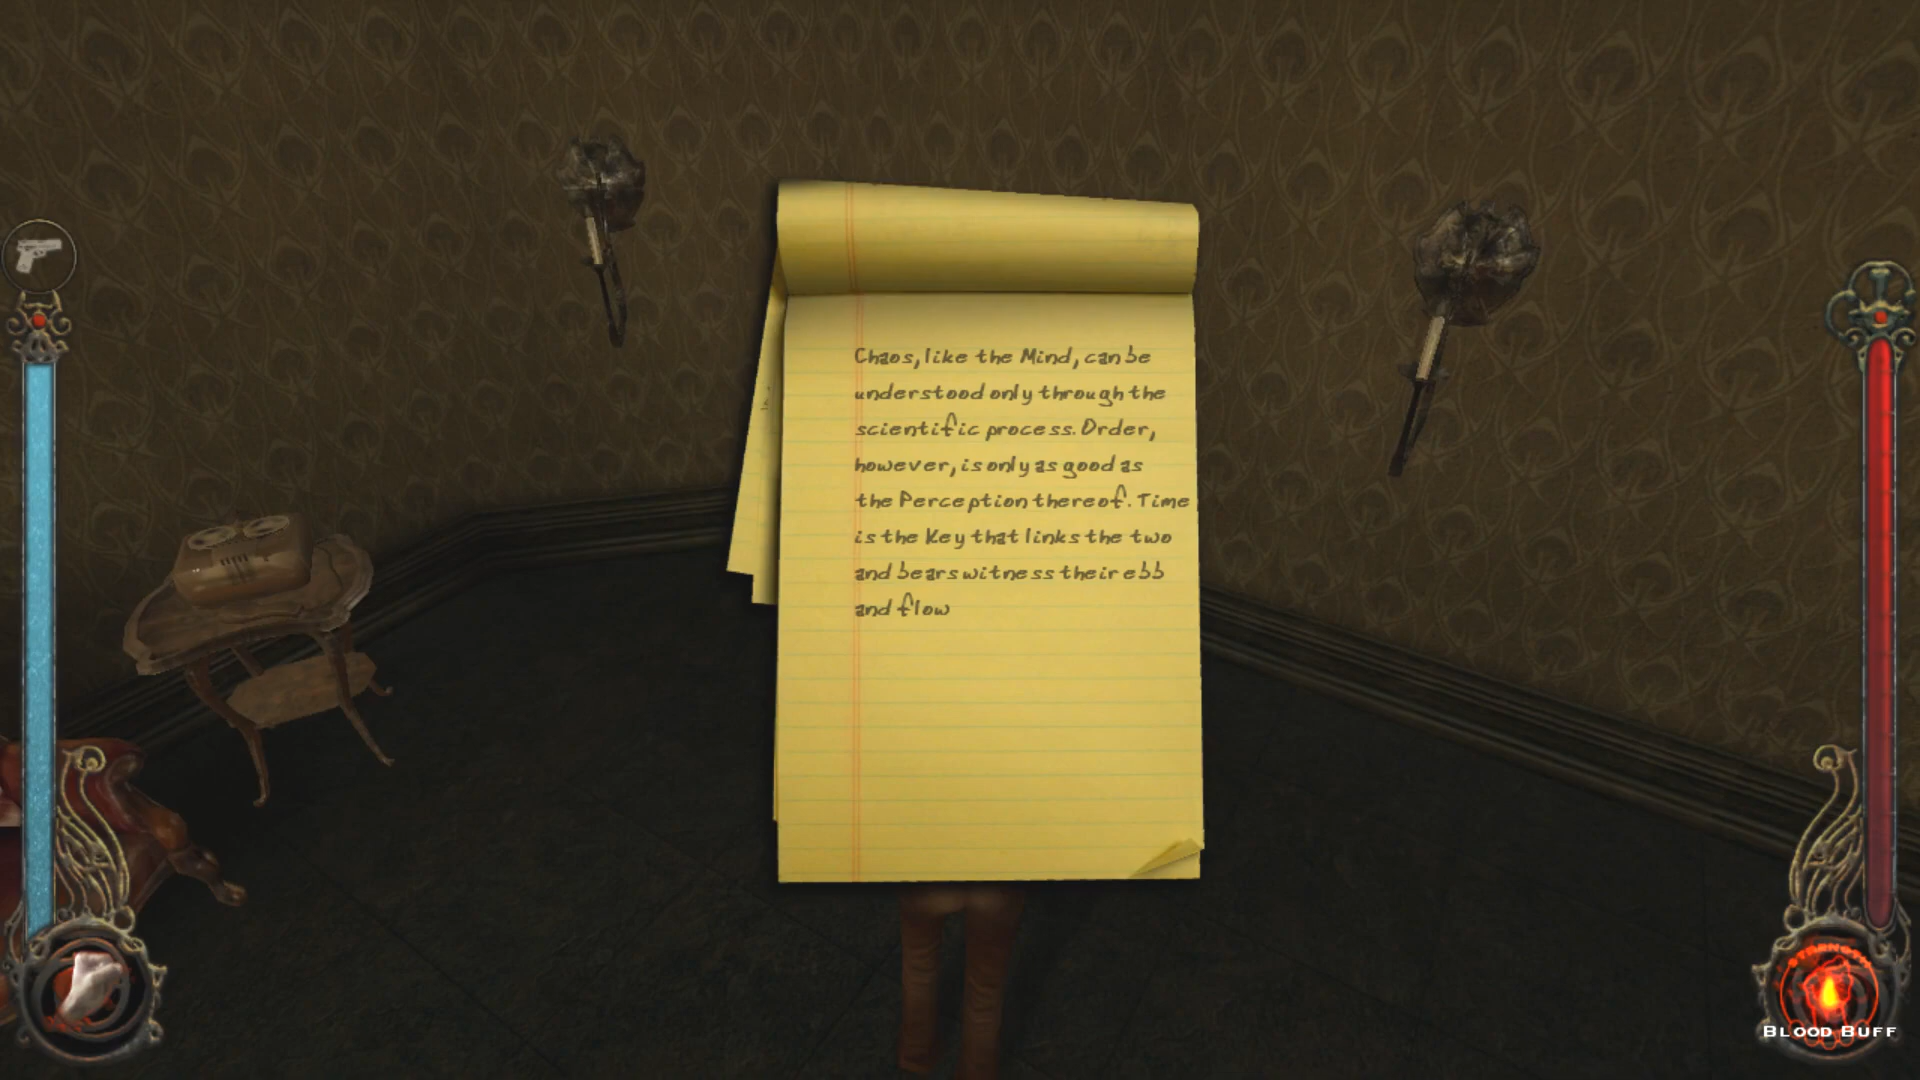 Chaos, like the Mind, can be
understood only through the
scientific process. Order,
however, is only as good as
the Perception thereof. Time
is the Key that links the two
and bears witness their ebb
and flow
BLOOD BUFF